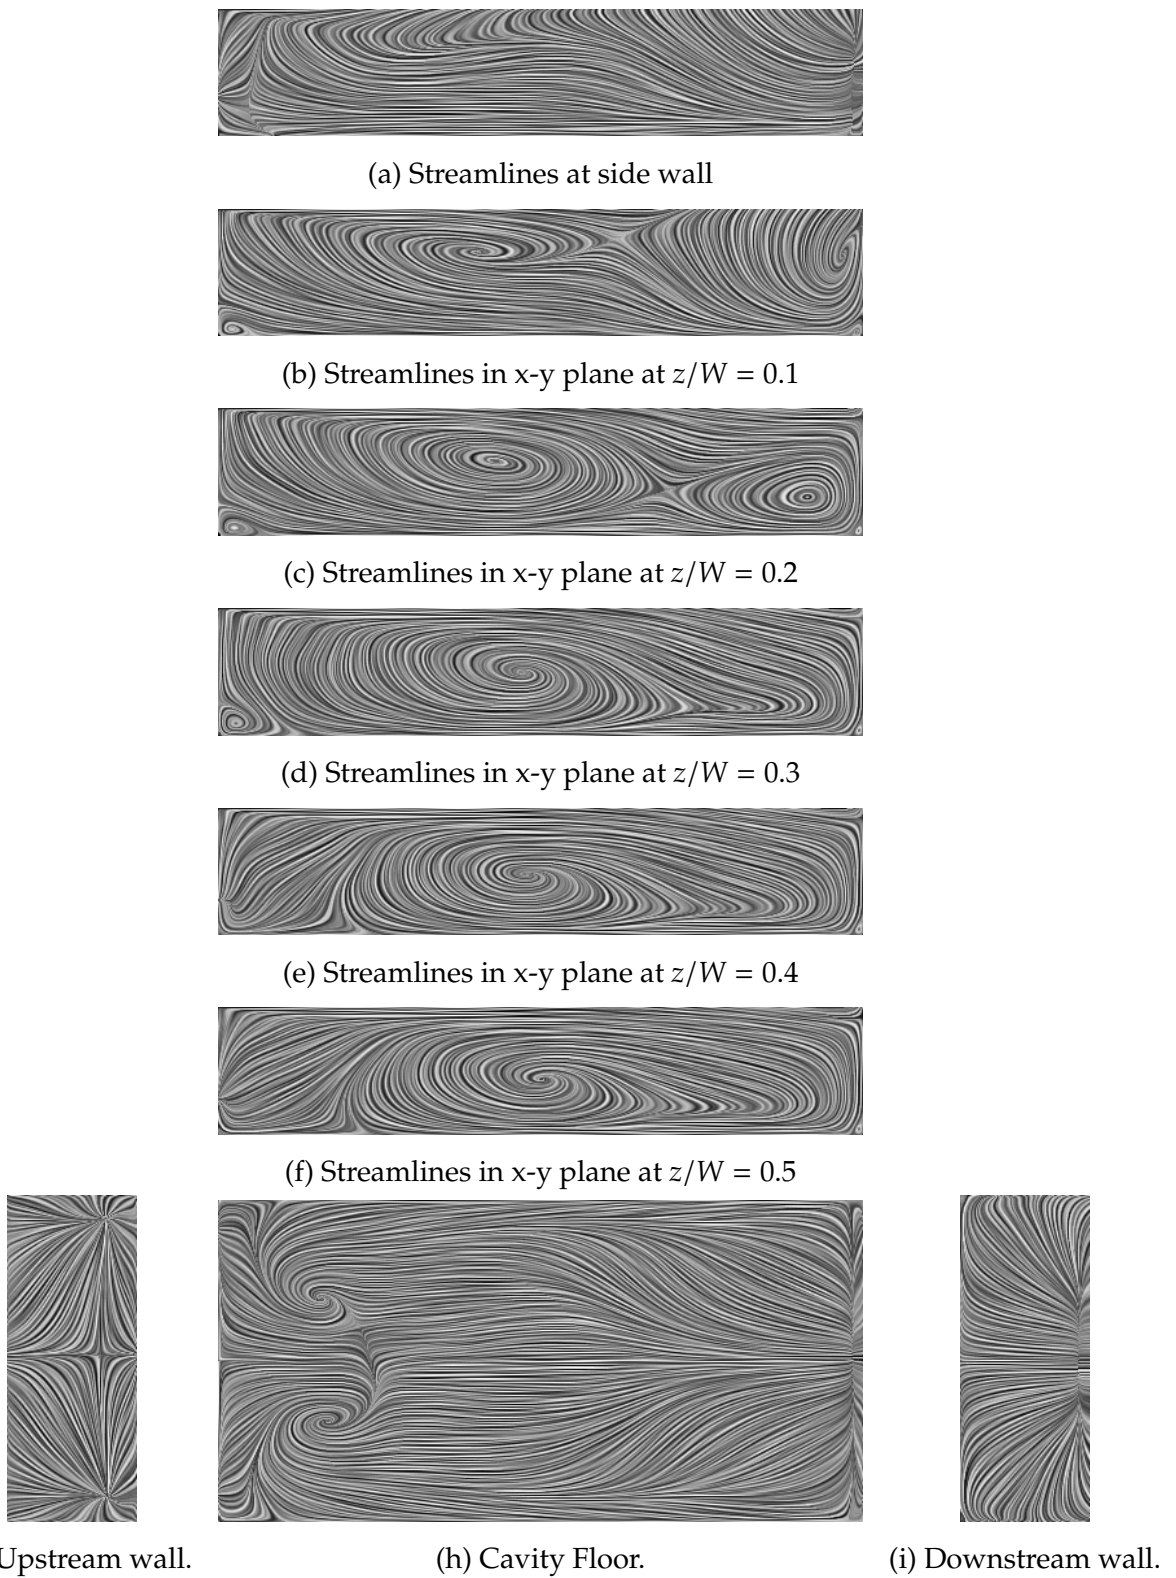 (a) Streamlines at side wall
(b) Streamlines in x-y plane at z/W = 0.1
(c) Streamlines in x-y plane at z/W = 0.2
(d) Streamlines in x-y plane at z/W = 0.3
(e) Streamlines in x-y plane at z/W = 0.4
(f) Streamlines in x-y plane at z/W = 0.5
Upstream wall.
(h) Cavity Floor.
(i) Downstream wall.